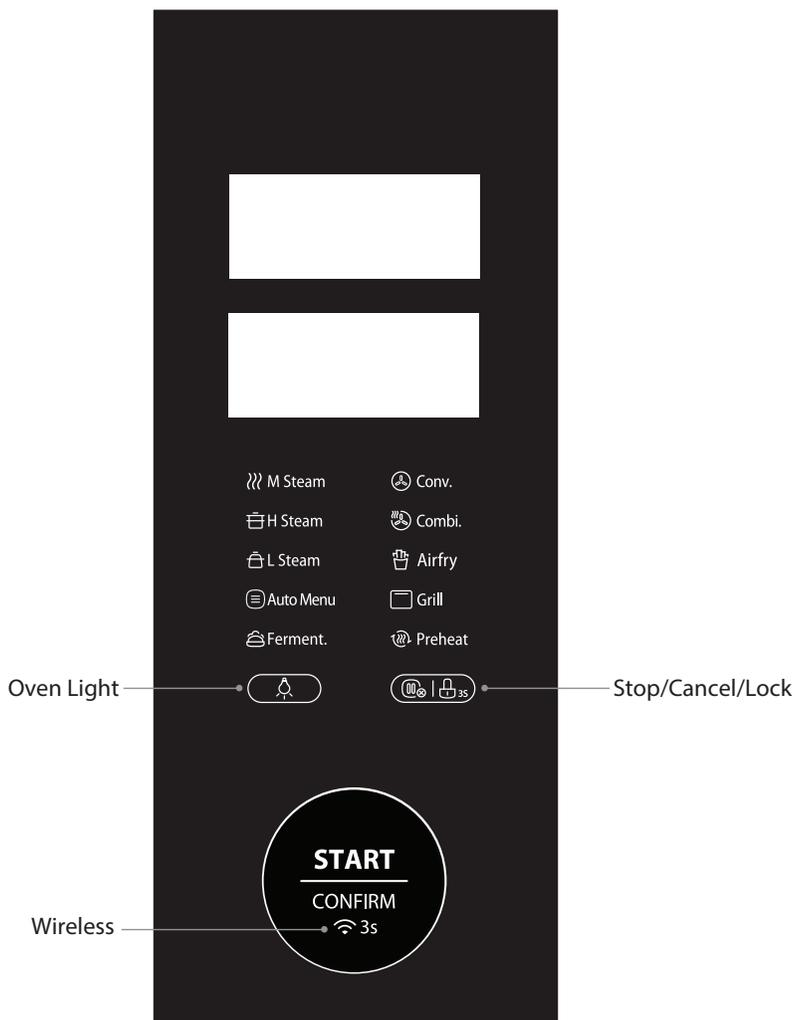 M Steam Conv.
H Steam Combi.
L Steam Airfry
Auto Menu Grill
Ferment. Preheat
Oven Light 3S Stop/Cancel/Lock
START
CONFIRM
Wireless 3s